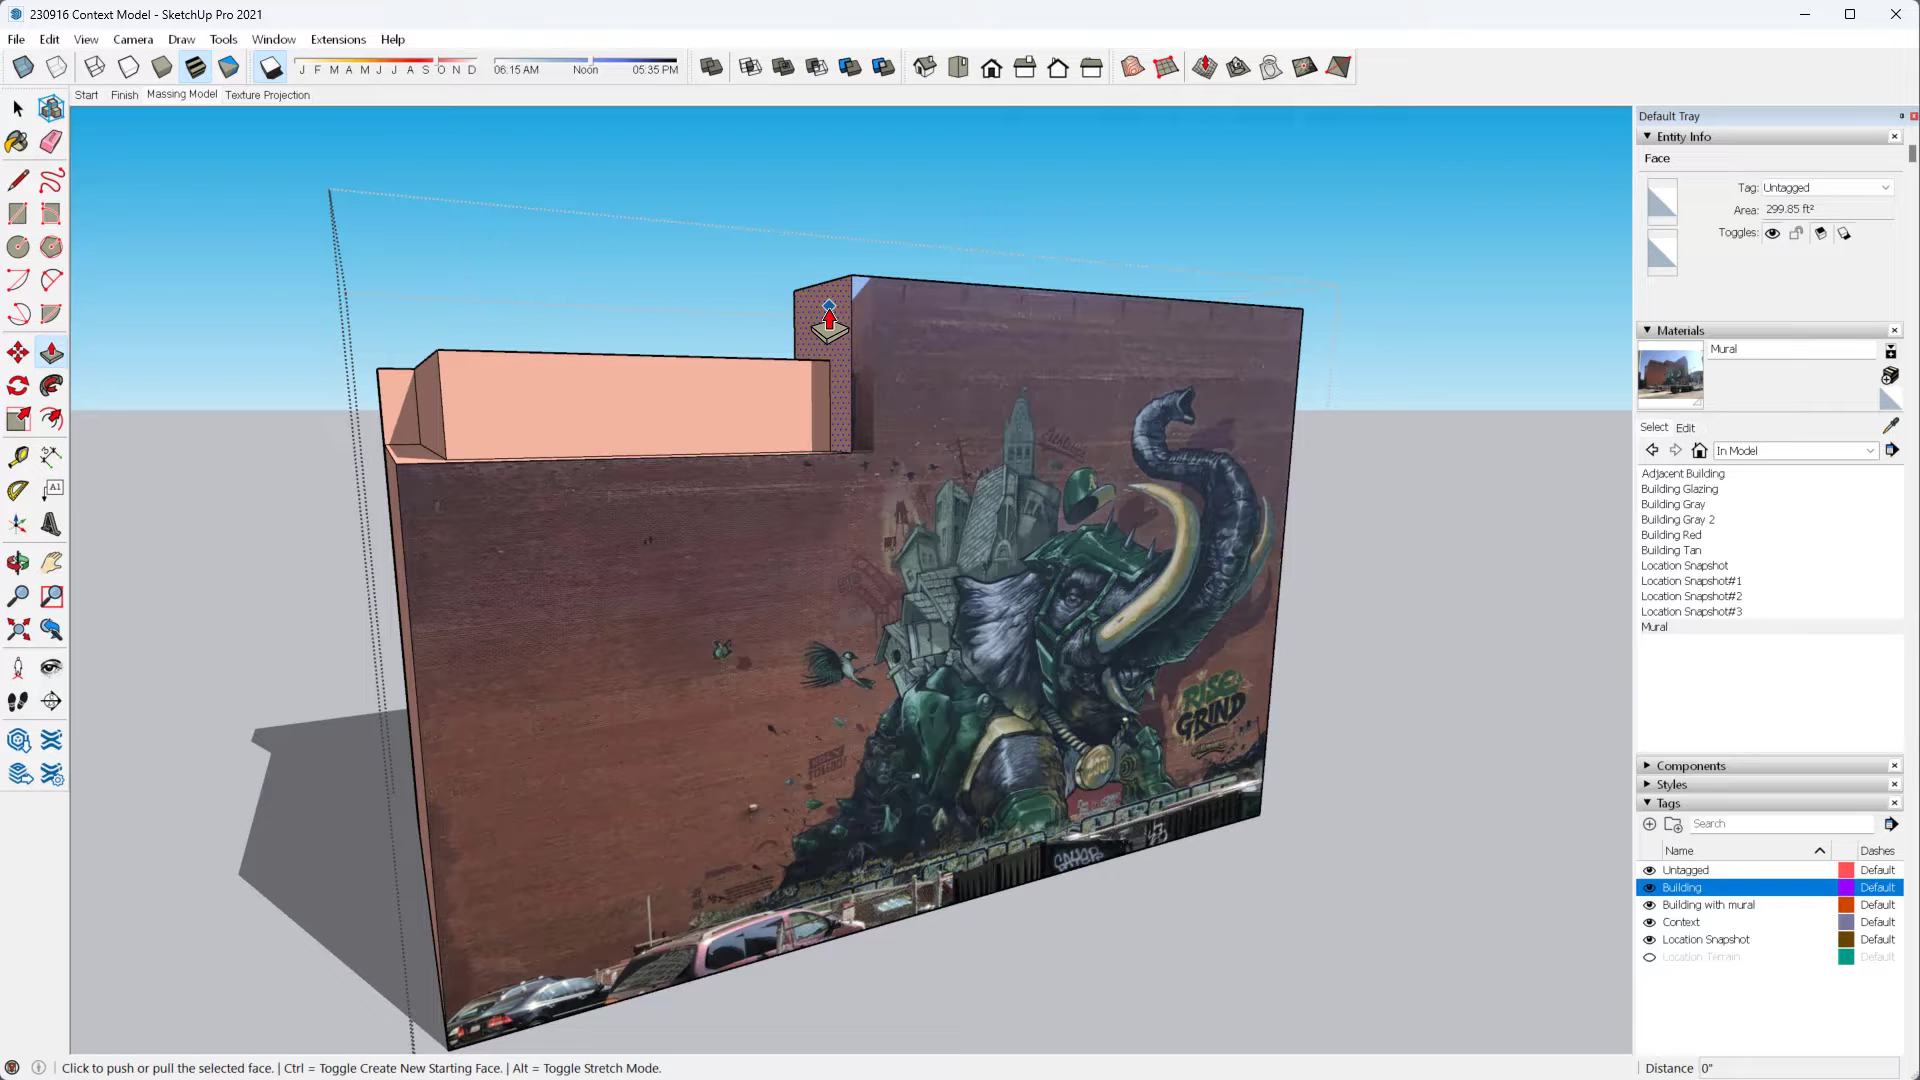 230916 Context Model - SketchUp Pro 2021
File Edit View Camera Draw Tools Window Extensions Help
J F M A M J J A S O N D 06:15 AM Noon 05:35 PM
Start Finish Massing Model Texture Projection
Default Tray
Entity Info
Face
Tag: Untagged
Area: 299.85 ft²
Toggles:
Materials
Mural
Select Edit
In Model
Adjacent Building
Building Glazing
Building Gray
Building Gray 2
Building Red
Building Tan
Location Snapshot
Location Snapshot#1
Location Snapshot#2
Location Snapshot#3
Mural
A1
A
RISE &
GRIND
Components
Styles
Tags
Search
Name Dashes
Untagged Default
Building Default
Building with mural Default
Context Default
Location Snapshot Default
Location Terrain Default
Click to push or pull the selected face. | Ctrl = Toggle Create New Starting Face. | Alt = Toggle Stretch Mode.
Distance 0"